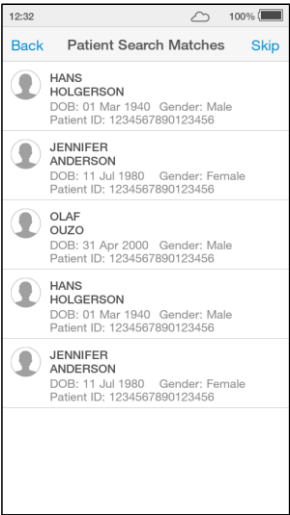 12:32 100%
Back Patient Search Matches Skip
HANS
HOLGERSON
DOB: 01 Mar 1940 Gender: Male
Patient ID: 1234567890123456
JENNIFER
ANDERSON
DOB: 11 Jul 1980 Gender: Female
Patient ID: 1234567890123456
OLAF
OUZO
DOB: 31 Apr 2000 Gender: Male
Patient ID: 1234567890123456
HANS
HOLGERSON
DOB: 01 Mar 1940 Gender: Male
Patient ID: 1234567890123456
JENNIFER
ANDERSON
DOB: 11 Jul 1980 Gender: Female
Patient ID: 1234567890123456